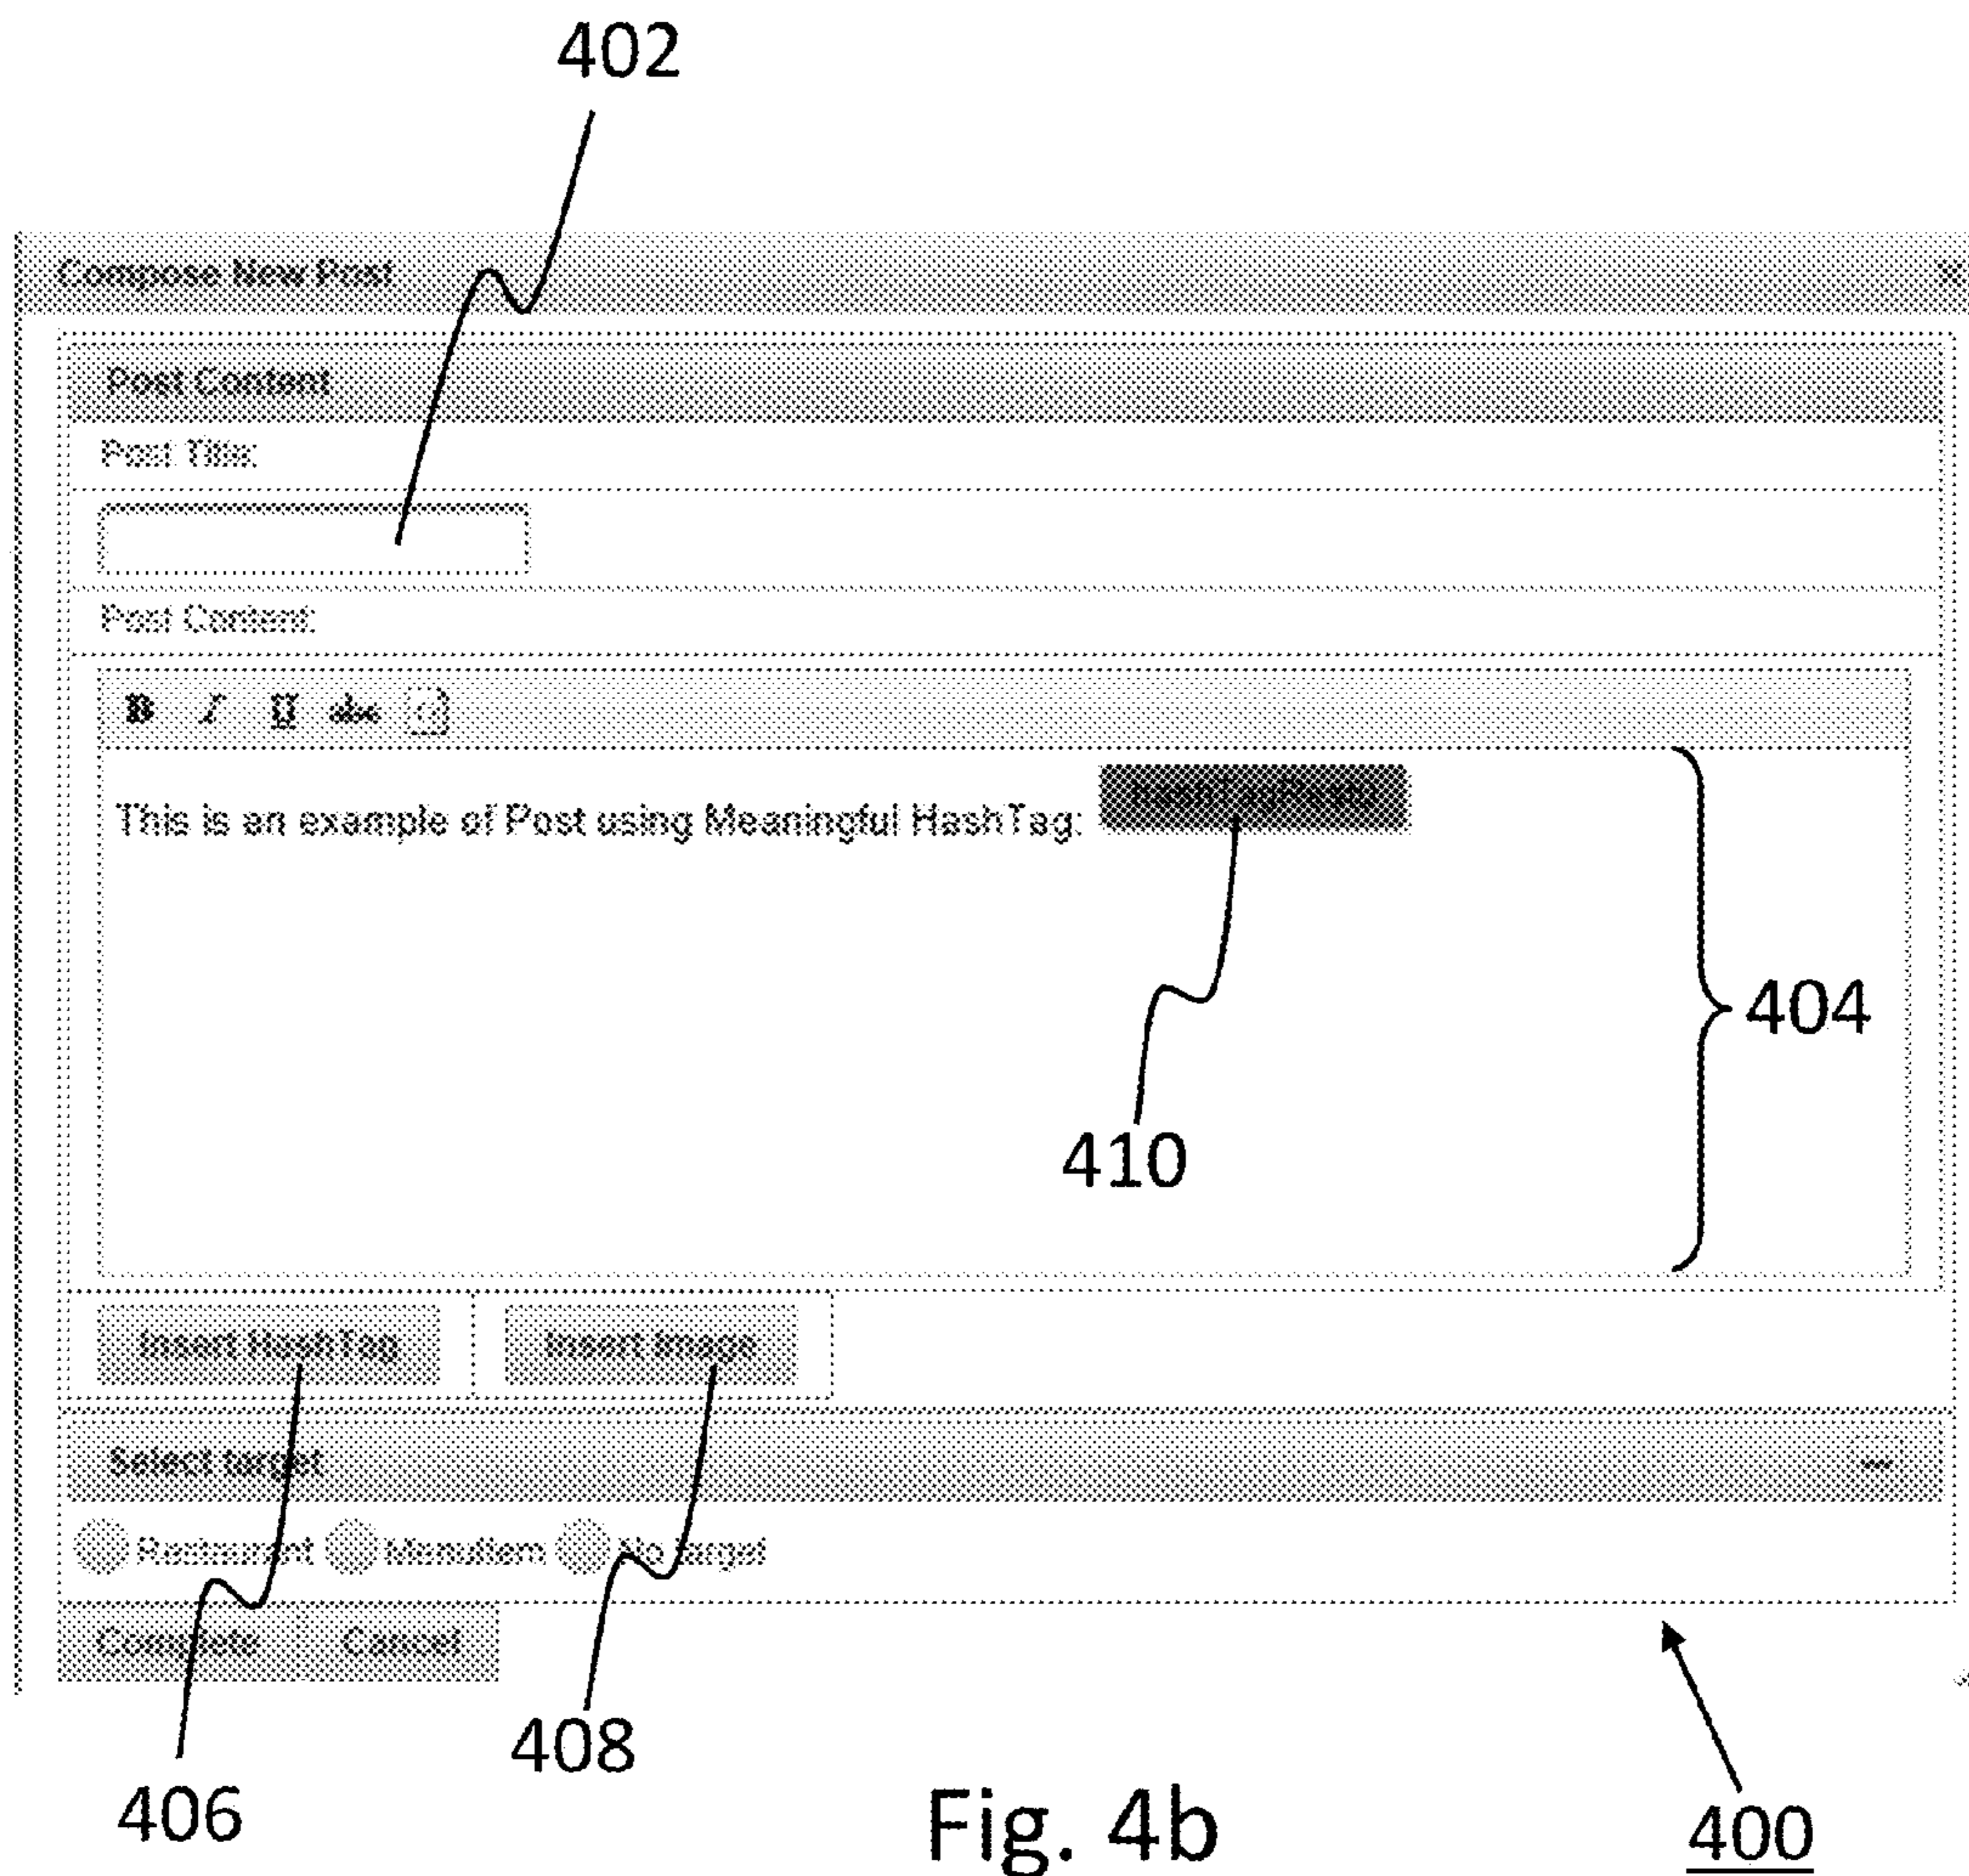 402
Compose New Post
Post Content
Post Title:
Post Content:
B I U abc
This is an example of Post using Meaningful HashTag:
404
410
Insert HashTag Insert Image
Select target
Restaurant MenuItem No target
Complete Cancel
408
406
Fig. 4b
400